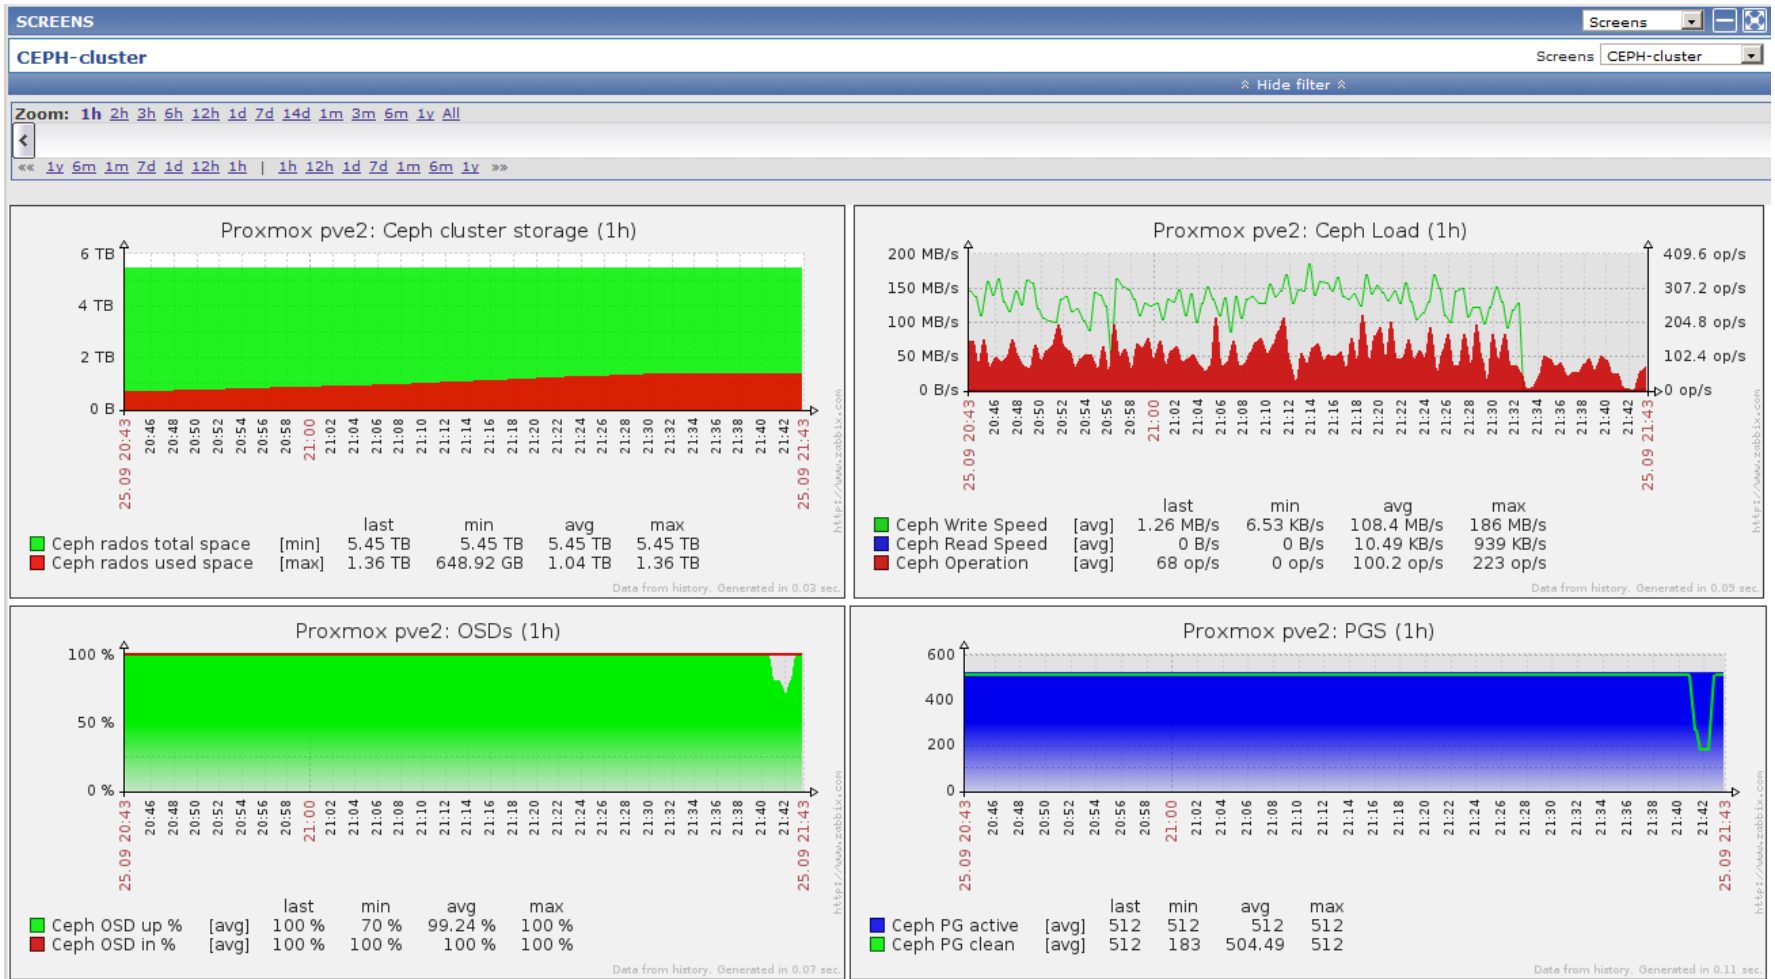 SCREENS
Screens
CEPH-cluster
Screens CEPH-cluster
Hide filter
Zoom: 1h 2h 3h 6h 12h 1d 7d 14d 1m 3m 6m 1y All
«« 1y 6m 1m 7d 1d 12h 1h | 1h 12h 1d 7d 1m 6m 1y »»
Proxmox pve2: Ceph cluster storage (1h)
6 TB
4 TB
2 TB
0 B
25.09 20:43 20:46 20:48 20:50 20:52 20:54 20:56 20:58 21:00 21:02 21:04 21:06 21:08 21:10 21:12 21:14 21:16 21:18 21:20 21:22 21:24 21:26 21:28 21:30 21:32 21:34 21:36 21:38 21:40 21:42 25.09 21:43
http://www.zabbix.com
last min avg max
Ceph rados total space [min] 5.45 TB 5.45 TB 5.45 TB 5.45 TB
Ceph rados used space [max] 1.36 TB 648.92 GB 1.04 TB 1.36 TB
Data from history. Generated in 0.03 sec.
Proxmox pve2: Ceph Load (1h)
200 MB/s 409.6 op/s
150 MB/s 307.2 op/s
100 MB/s 204.8 op/s
50 MB/s 102.4 op/s
0 B/s 0 op/s
25.09 20:43 20:46 20:48 20:50 20:52 20:54 20:56 20:58 21:00 21:02 21:04 21:06 21:08 21:10 21:12 21:14 21:16 21:18 21:20 21:22 21:24 21:26 21:28 21:30 21:32 21:34 21:36 21:38 21:40 21:42 25.09 21:43
http://www.zabbix.com
last min avg max
Ceph Write Speed [avg] 1.26 MB/s 6.53 KB/s 108.4 MB/s 186 MB/s
Ceph Read Speed [avg] 0 B/s 0 B/s 10.49 KB/s 939 KB/s
Ceph Operation [avg] 68 op/s 0 op/s 100.2 op/s 223 op/s
Data from history. Generated in 0.09 sec.
Proxmox pve2: OSDs (1h)
100 %
50 %
0 %
25.09 20:43 20:46 20:48 20:50 20:52 20:54 20:56 20:58 21:00 21:02 21:04 21:06 21:08 21:10 21:12 21:14 21:16 21:18 21:20 21:22 21:24 21:26 21:28 21:30 21:32 21:34 21:36 21:38 21:40 21:42 25.09 21:43
http://www.zabbix.com
last min avg max
Ceph OSD up % [avg] 100 % 70 % 99.24 % 100 %
Ceph OSD in % [avg] 100 % 100 % 100 % 100 %
Data from history. Generated in 0.07 sec.
Proxmox pve2: PGS (1h)
600
400
200
0
25.09 20:43 20:46 20:48 20:50 20:52 20:54 20:56 20:58 21:00 21:02 21:04 21:06 21:08 21:10 21:12 21:14 21:16 21:18 21:20 21:22 21:24 21:26 21:28 21:30 21:32 21:34 21:36 21:38 21:40 21:42 25.09 21:43
http://www.zabbix.com
last min avg max
Ceph PG active [avg] 512 512 512 512
Ceph PG clean [avg] 512 183 504.49 512
Data from history. Generated in 0.11 sec.